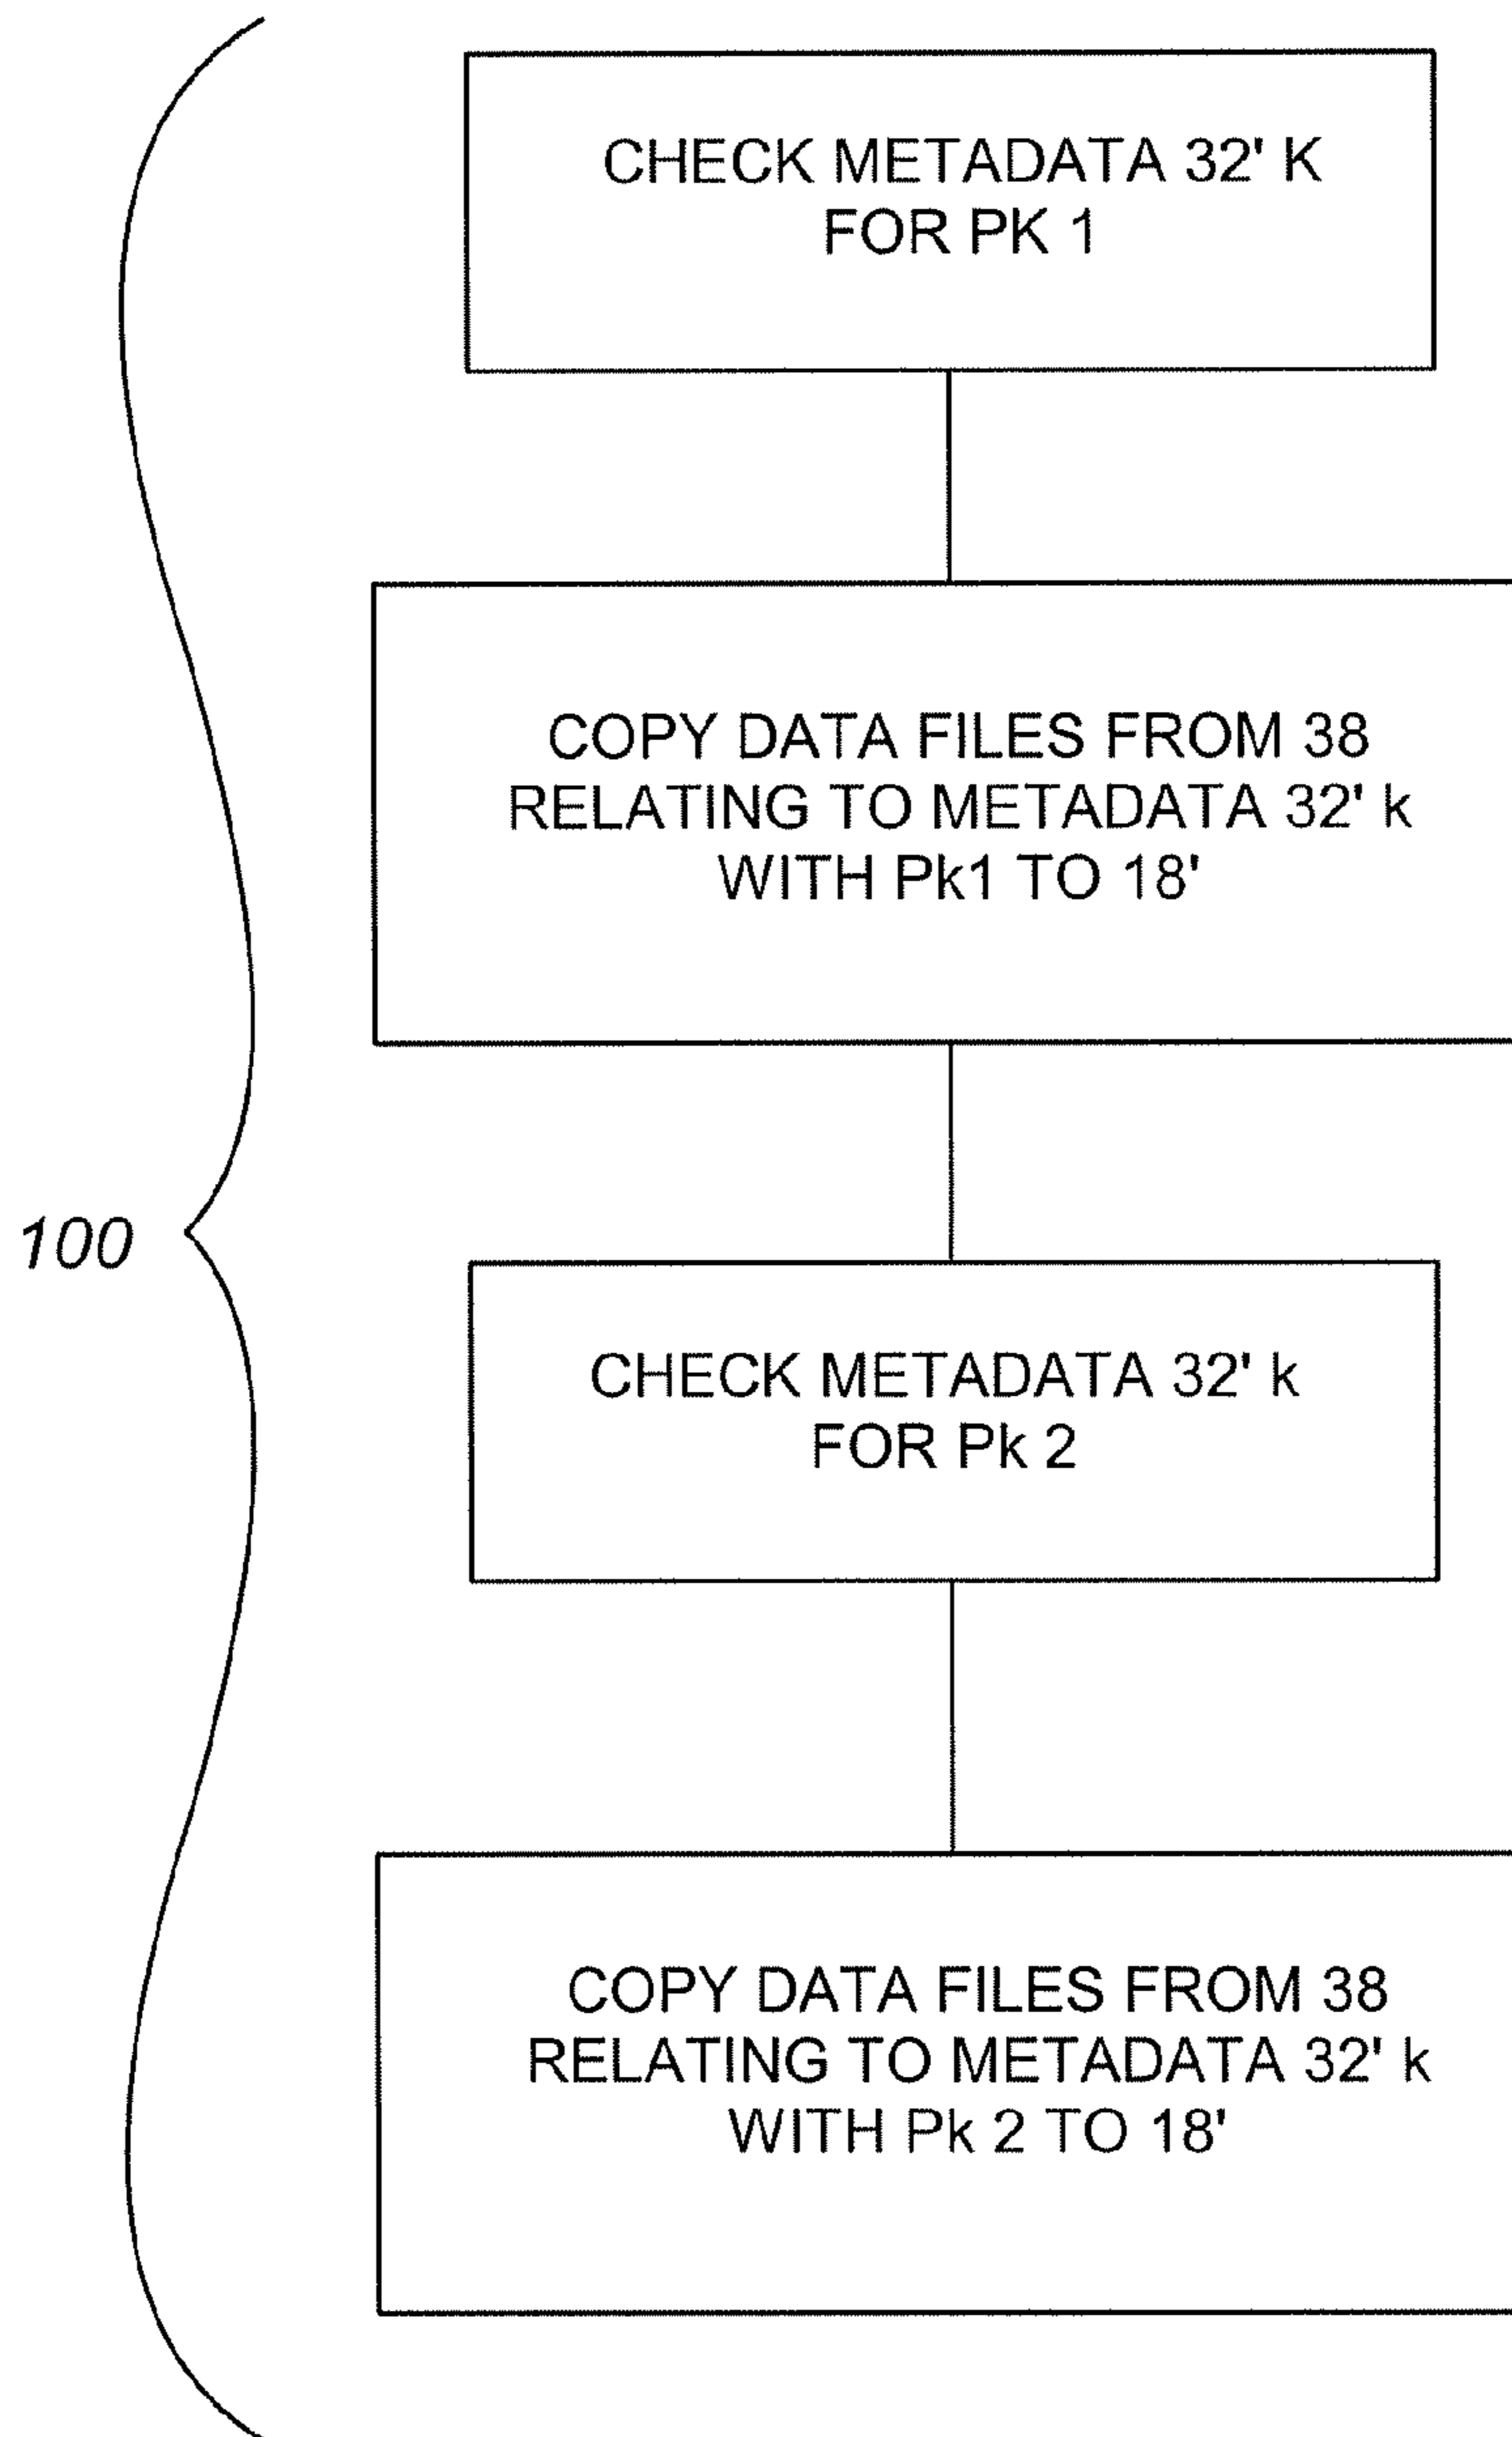 CHECK METADATA 32' K
FOR PK 1
COPY DATA FILES FROM 38
RELATING TO METADATA 32' k
WITH Pk1 TO 18'
100
CHECK METADATA 32' k
FOR Pk 2
COPY DATA FILES FROM 38
RELATING TO METADATA 32' k
WITH Pk 2 TO 18'